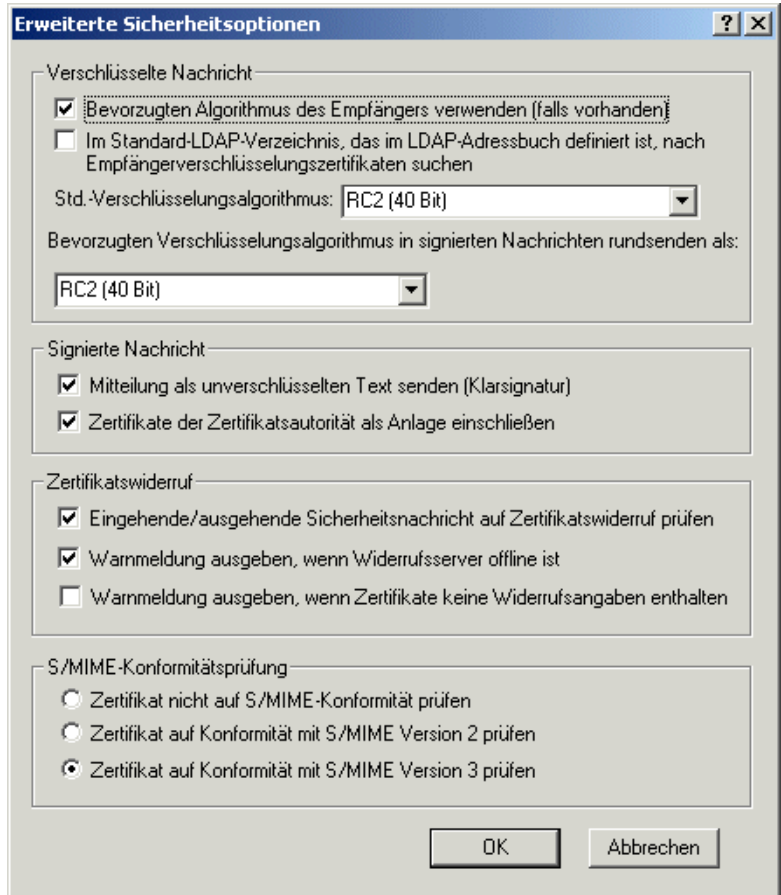 Erweiterte Sicherheitsoptionen
Verschlüsselte Nachricht
Bevorzugten Algorithmus des Empfängers verwenden (falls vorhanden)
Im Standard-LDAP-Verzeichnis, das im LDAP-Adressbuch definiert ist, nach
Empfängerverschlüsselungszertifikaten suchen
Std.-Verschlüsselungsalgorithmus: RC2 (40 Bit)
Bevorzugten Verschlüsselungsalgorithmus in signierten Nachrichten rundsenden als:
RC2 (40 Bit)
Signierte Nachricht
Mitteilung als unverschlüsselten Text senden (Klarsignatur)
Zertifikate der Zertifikatsautorität als Anlage einschließen
Zertifikatswiderruf
Eingehende/ausgehende Sicherheitsnachricht auf Zertifikatswiderruf prüfen
Warnmeldung ausgeben, wenn Widerrufsserver offline ist
Warnmeldung ausgeben, wenn Zertifikate keine Widerrufsangaben enthalten
S/MIME-Konformitätsprüfung
Zertifikat nicht auf S/MIME-Konformität prüfen
Zertifikat auf Konformität mit S/MIME Version 2 prüfen
Zertifikat auf Konformität mit S/MIME Version 3 prüfen
OK Abbrechen